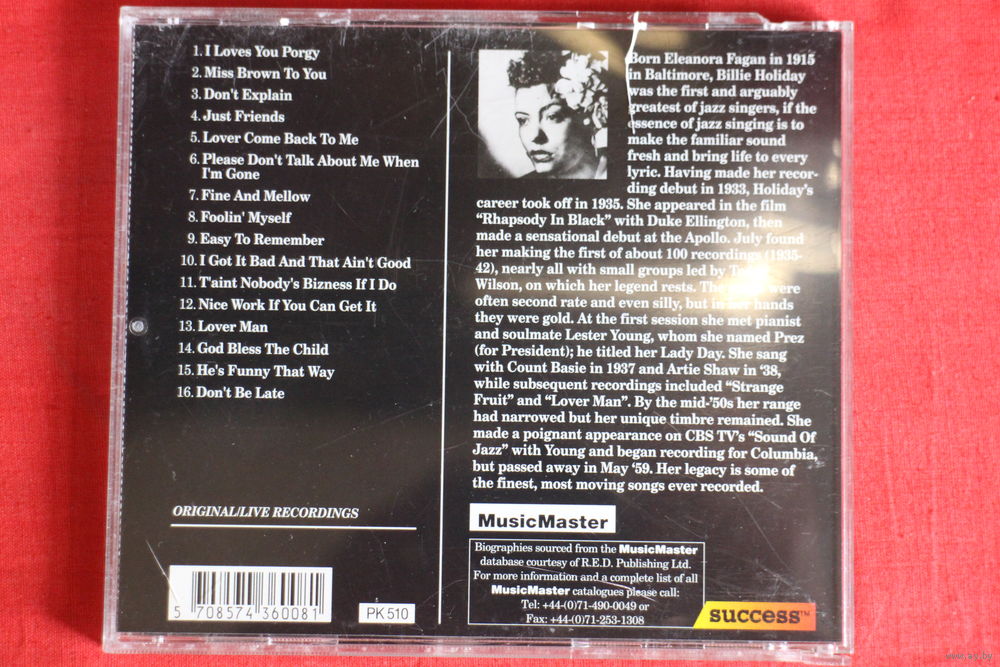 1. I Loves You Porgy
2. Miss Brown To You
3. Don't Explain
4. Just Friends
5. Lover Come Back To Me
6. Please Don't Talk About Me When
I'm Gone
7. Fine And Mellow
8. Foolin' Myself
9. Easy To Remember
10. I Got It Bad And That Ain't Good
11. T'aint Nobody's Bizness If I Do
12. Nice Work If You Can Get It
13. Lover Man
14. God Bless The Child
15. He's Funny That Way
16. Don't Be Late
ORIGINAL/LIVE RECORDINGS
5 708574 360081
PK 510
Born Eleanora Fagan in 1915
in Baltimore, Billie Holiday
was the first and arguably
greatest of jazz singers, if the
essence of jazz singing is to
make the familiar sound
fresh and bring life to every
lyric. Having made her recor-
ding debut in 1933, Holiday's
career took off in 1935. She appeared in the film
“Rhapsody In Black” with Duke Ellington, then
made a sensational debut at the Apollo. July found
her making the first of about 100 recordings (1935-
42), nearly all with small groups led by
Wilson, on which her legend rests. The were
often second rate and even silly, but in her hands
they were gold. At the first session she met pianist
and soulmate Lester Young, whom she named Prez
(for President); he titled her Lady Day. She sang
with Count Basie in 1937 and Artie Shaw in ‘38,
while subsequent recordings included “Strange
Fruit” and “Lover Man”. By the mid-’50s her range
had narrowed but her unique timbre remained. She
made a poignant appearance on CBS TV’s “Sound Of
Jazz” with Young and began recording for Columbia,
but passed away in May ‘59. Her legacy is some of
the finest, most moving songs ever recorded.
MusicMaster
Biographies sourced from the MusicMaster
database courtesy of R.E.D. Publishing Ltd.
For more information and a complete list of all
MusicMaster catalogues please call:
Tel: +44-(0)71-490-0049 or
Fax: +44-(0)71-253-1308
success™
www.ay.by